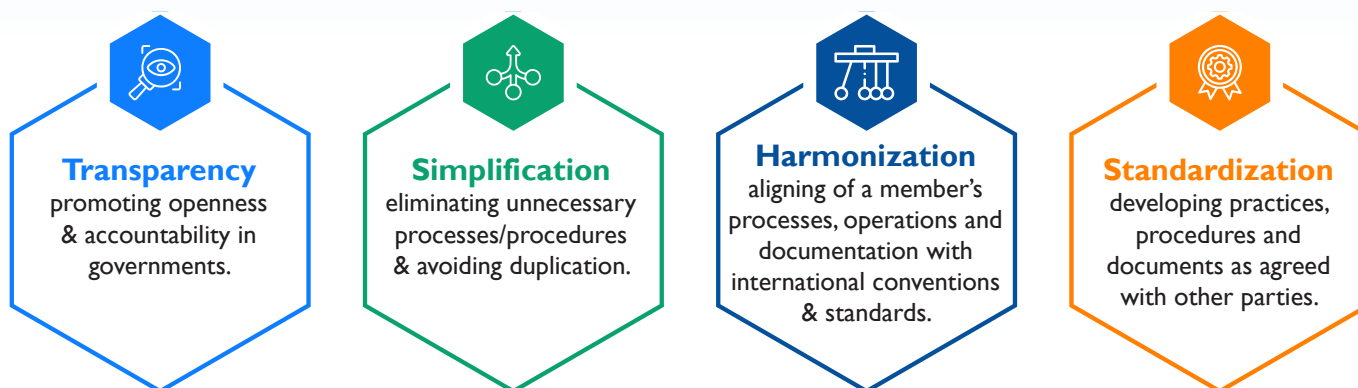 Transparency
promoting openness
& accountability in
governments.
Simplification
eliminating unnecessary
processes/procedures
& avoiding duplication.
Harmonization
aligning of a member’s
processes, operations and
documentation with
international conventions
& standards.
Standardization
developing practices,
procedures and
documents as agreed
with other parties.